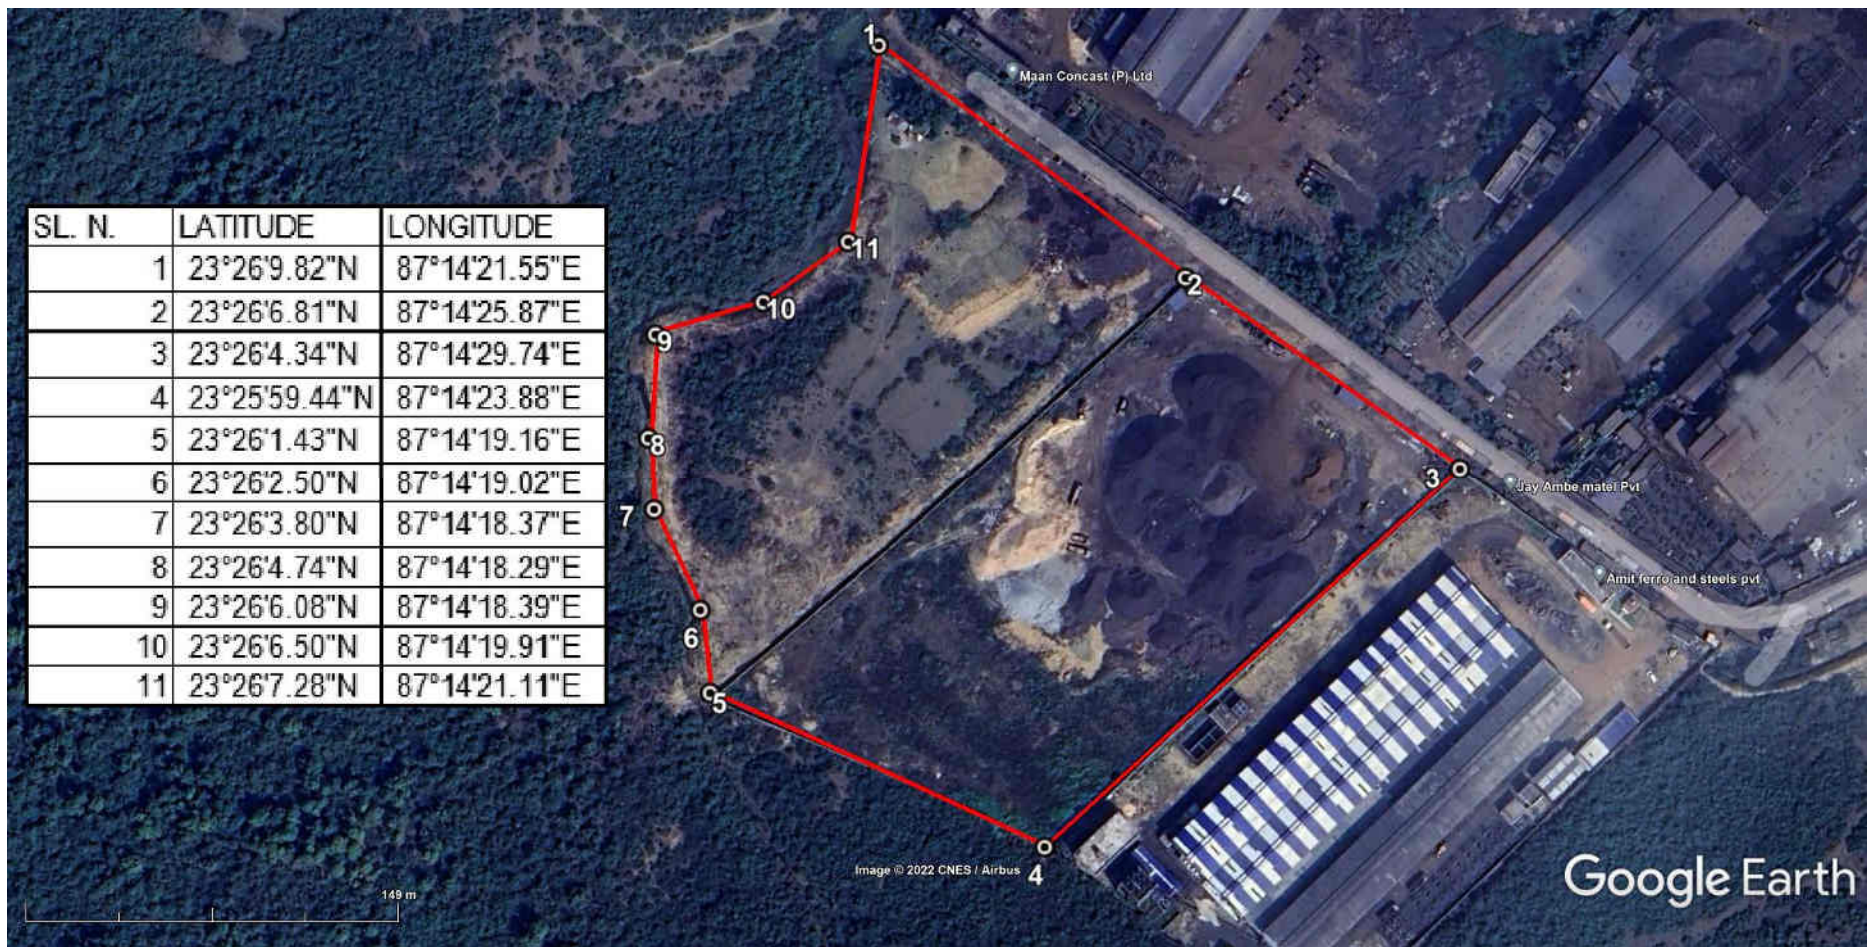 1
Maan Concast (P) Ltd
SL. N. LATITUDE LONGITUDE
1 23°26'9.82"N 87°14'21.55"E
2 23°26'6.81"N 87°14'25.87"E
3 23°26'4.34"N 87°14'29.74"E
4 23°25'59.44"N 87°14'23.88"E
5 23°26'1.43"N 87°14'19.16"E
6 23°26'2.50"N 87°14'19.02"E
7 23°26'3.80"N 87°14'18.37"E
8 23°26'4.74"N 87°14'18.29"E
9 23°26'6.08"N 87°14'18.39"E
10 23°26'6.50"N 87°14'19.91"E
11 23°26'7.28"N 87°14'21.11"E
11
2
10
9
8
3
Jay Ambe matel Pvt
7
Amit ferro and steels pvt
6
5
4
Image © 2022 CNES / Airbus
Google Earth
149 m